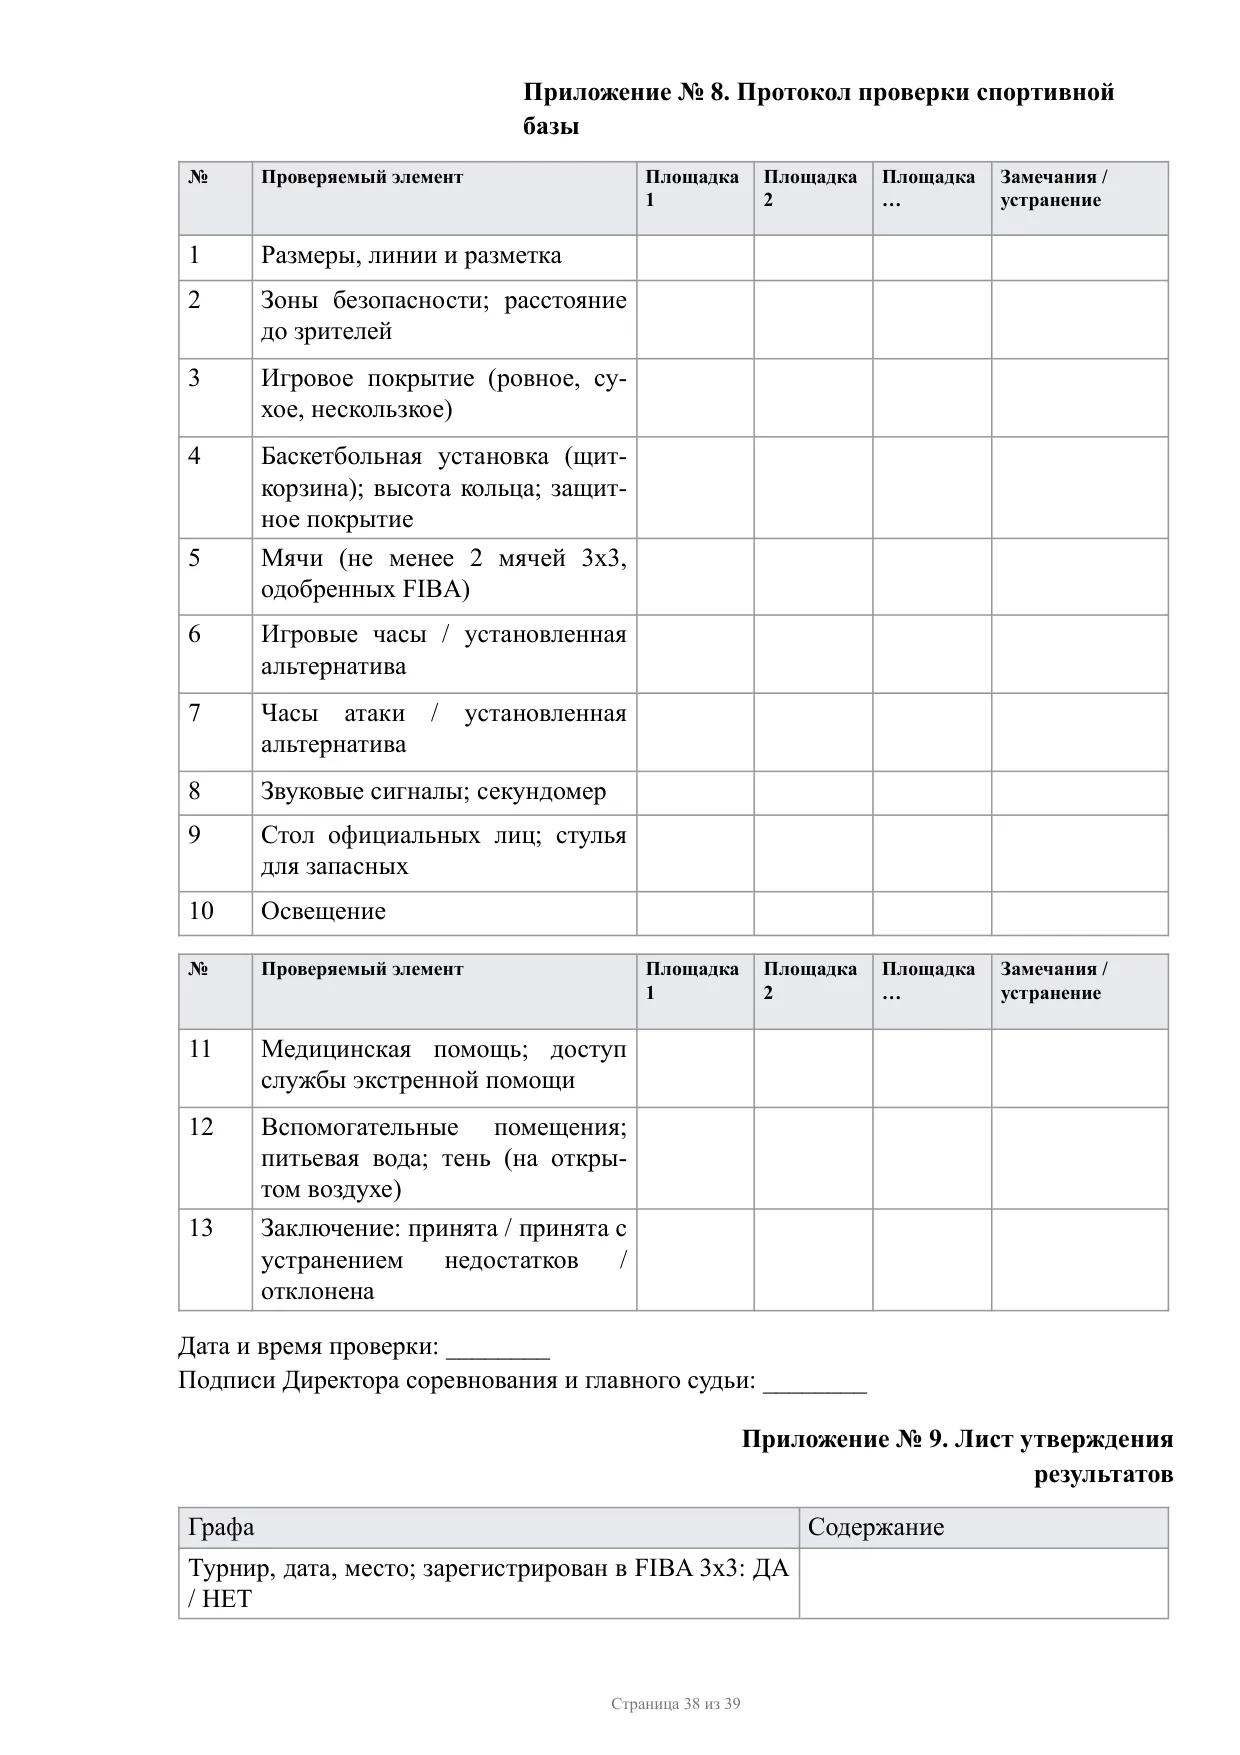 Приложение № 8. Протокол проверки спортивной
базы
№ Проверяемый элемент Площадка 1 Площадка 2 Площадка … Замечания / устранение
1 Размеры, линии и разметка
2 Зоны безопасности; расстояние
до зрителей
3 Игровое покрытие (ровное, су-
хое, нескользкое)
4 Баскетбольная установка (щит-
корзина); высота кольца; защит-
ное покрытие
5 Мячи (не менее 2 мячей 3х3,
одобренных FIBA)
6 Игровые часы / установленная
альтернатива
7 Часы атаки / установленная
альтернатива
8 Звуковые сигналы; секундомер
9 Стол официальных лиц; стулья
для запасных
10 Освещение
№ Проверяемый элемент Площадка 1 Площадка 2 Площадка … Замечания / устранение
11 Медицинская помощь; доступ
службы экстренной помощи
12 Вспомогательные помещения;
питьевая вода; тень (на откры-
том воздухе)
13 Заключение: принята / принята с
устранением недостатков /
отклонена
Дата и время проверки: ________
Подписи Директора соревнования и главного судьи: ________
Приложение № 9. Лист утверждения
результатов
Графа Содержание
Турнир, дата, место; зарегистрирован в FIBA 3x3: ДА
/ НЕТ
Страница 38 из 39